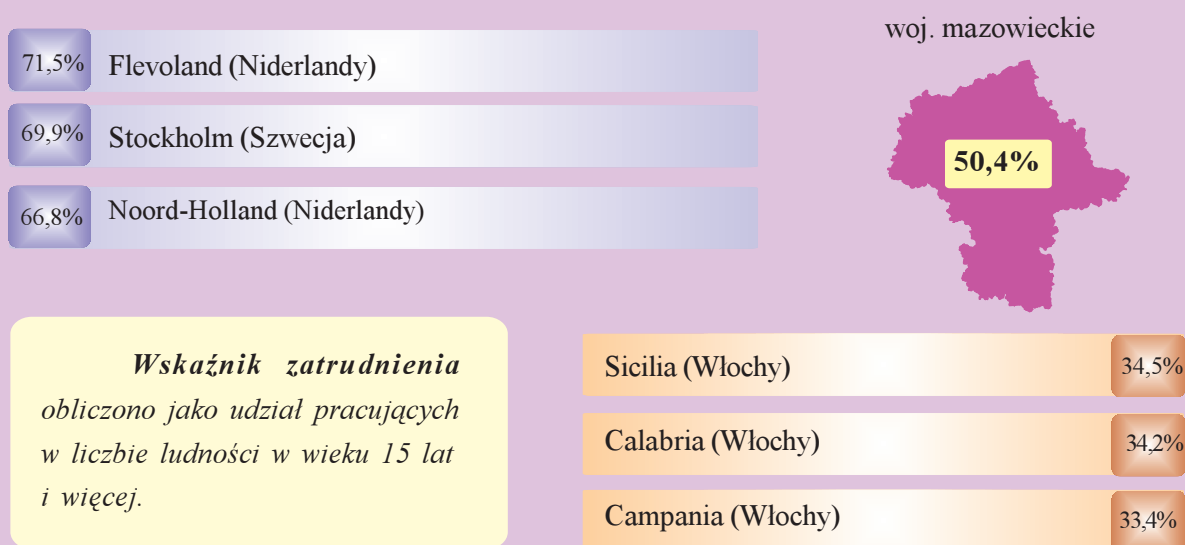 71,5% Flevoland (Niderlandy)
69,9% Stockholm (Szwecja)
66,8% Noord-Holland (Niderlandy)
woj. mazowieckie
50,4%
Wskaźnik zatrudnienia
obliczono jako udział pracujących
w liczbie ludności w wieku 15 lat
i więcej.
Sicilia (Włochy) 34,5%
Calabria (Włochy) 34,2%
Campania (Włochy) 33,4%